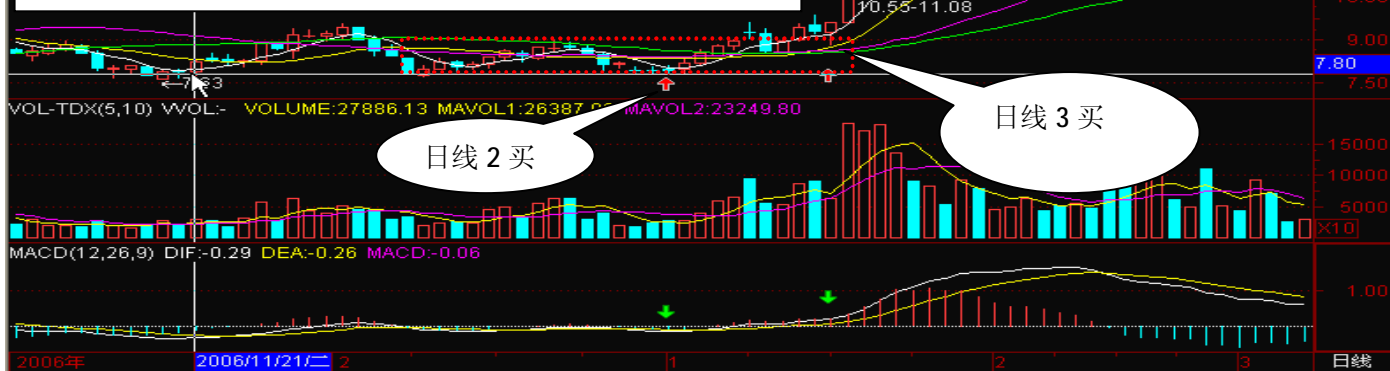 10.55-11.08
9.00
7.80
7.50
VOL-TDX(5,10) VVOL:- VOLUME:27886.13 MAVOL1:26387. MAVOL2:23249.80
日线 3 买
日线 2 买
15000
10000
5000
X10
MACD(12,26,9) DIF:-0.29 DEA:-0.26 MACD:-0.06
1.00
2006年 2006/11/21/二 2 1 2 3 日线